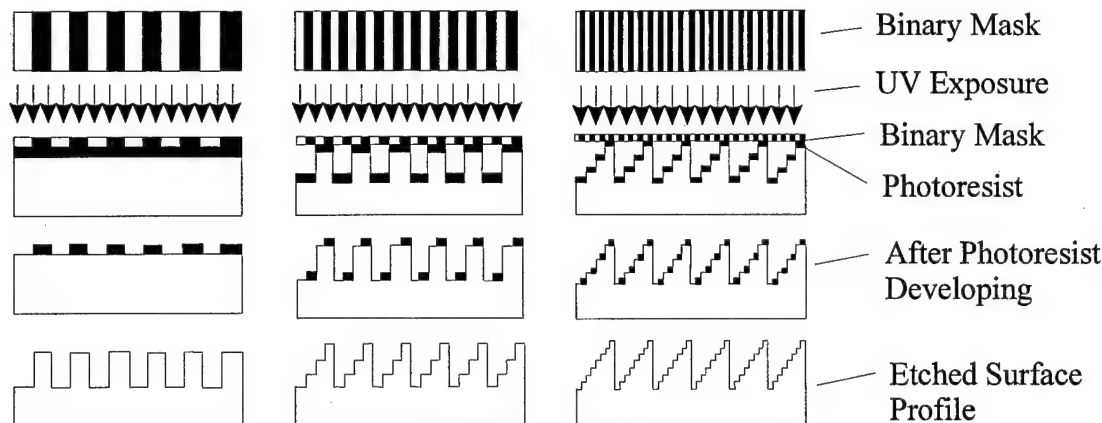 Binary Mask
UV Exposure
Binary Mask
Photoresist
After Photoresist
Developing
Etched Surface
Profile